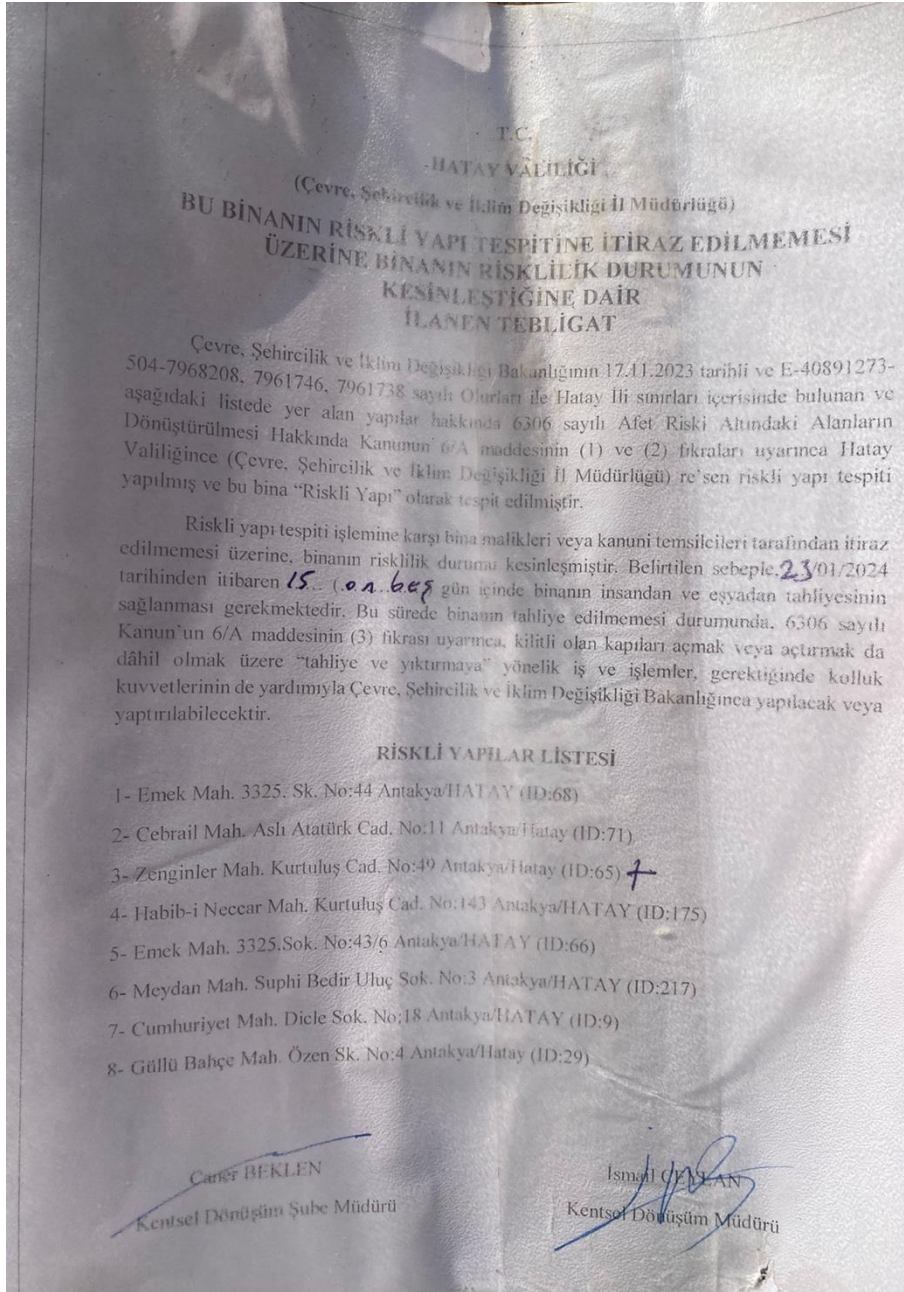 T.C.
HATAY VALİLİĞİ
(Çevre, Şehircilik ve İklim Değişikliği İl Müdürlüğü)
BU BİNANIN RİSKLİ YAPI TESPİTİNE İTİRAZ EDİLMEMESİ
ÜZERİNE BİNANIN RİSKLİLİK DURUMUNUN
KESİNLEŞTİĞİNE DAİR
İLANEN TEBLİGAT
Çevre, Şehircilik ve İklim Değişikliği Bakanlığının 17.11.2023 tarihli ve E-40891273-
504-7968208, 7961746, 7961738 sayılı Olurları ile Hatay İli sınırları içerisinde bulunan ve
aşağıdaki listede yer alan yapılar hakkında 6306 sayılı Afet Riski Altındaki Alanların
Dönüştürülmesi Hakkında Kanunun 6/A maddesinin (1) ve (2) fıkraları uyarınca Hatay
Valiliğince (Çevre, Şehircilik ve İklim Değişikliği İl Müdürlüğü) re'sen riskli yapı tespiti
yapılmış ve bu bina “Riskli Yapı” olarak tespit edilmiştir.
Riskli yapı tespiti işlemine karşı bina malikleri veya kanuni temsilcileri tarafından itiraz
edilmemesi üzerine, binanın risklilik durumu kesinleşmiştir. Belirtilen sebeple, 23/01/2024
tarihinden itibaren 15.. (on beş gün içinde binanın insandan ve eşyadan tahliyesinin
sağlanması gerekmektedir. Bu sürede binanın tahliye edilmemesi durumunda, 6306 sayılı
Kanun'un 6/A maddesinin (3) fıkrası uyarınca, kilitli olan kapıları açmak veya açtırmak da
dâhil olmak üzere “tahliye ve yıktırmaya” yönelik iş ve işlemler, gerektiğinde kolluk
kuvvetlerinin de yardımıyla Çevre, Şehircilik ve İklim Değişikliği Bakanlığınca yapılacak veya
yaptırılabilecektir.
RİSKLİ YAPILAR LİSTESİ
1- Emek Mah. 3325. Sk. No:44 Antakya/HATAY (ID:68)
2- Cebrail Mah. Aslı Atatürk Cad. No:11 Antakya/Hatay (ID:71)
3- Zenginler Mah. Kurtuluş Cad. No:49 Antakya/Hatay (ID:65)
4- Habib-i Neccar Mah. Kurtuluş Cad. No:143 Antakya/HATAY (ID:175)
5- Emek Mah. 3325.Sok. No:43/6 Antakya/HATAY (ID:66)
6- Meydan Mah. Suphi Bedir Uluç Sok. No:3 Antakya/HATAY (ID:217)
7- Cumhuriyet Mah. Dicle Sok. No:18 Antakya/HATAY (ID:9)
8- Güllü Bahçe Mah. Özen Sk. No:4 Antakya/Hatay (ID:29)
Caner BEKLEN
Kentsel Dönüşüm Şube Müdürü
İsmail CEYLAN
Kentsel Dönüşüm Müdürü